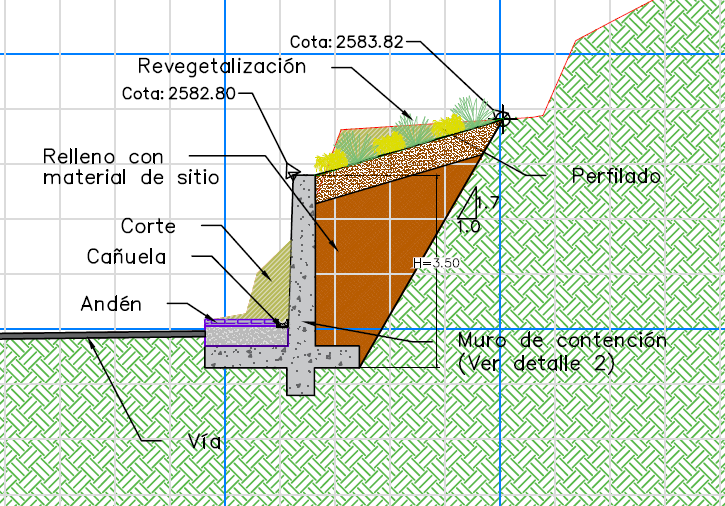 Cota: 2583.82
Revegetalización
Cota: 2582.80
Relleno con
material de sitio
Perfilado
1.7
1.0
Corte
Cañuela
H=3.50
Andén
Muro de contención
(Ver detalle 2)
Vía